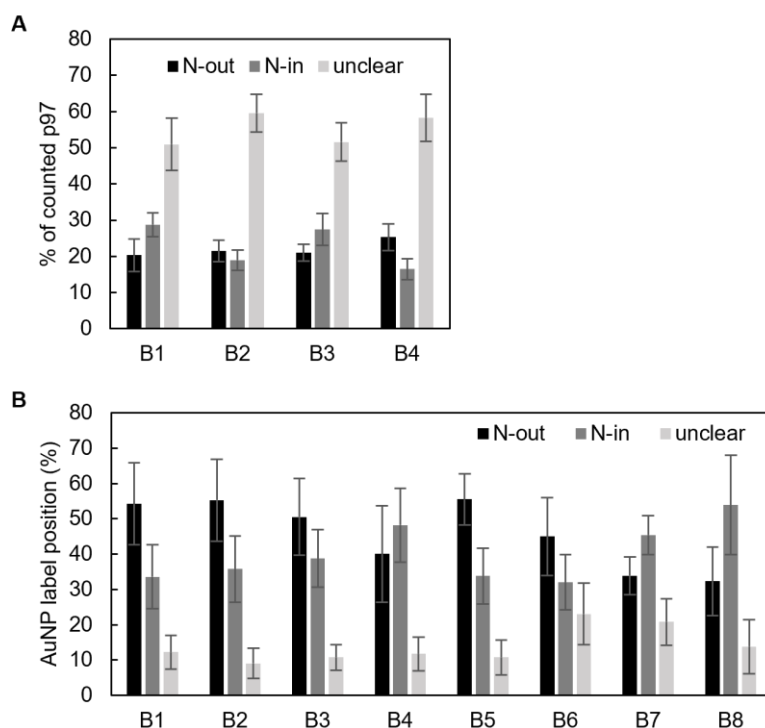 A
80
70
60
50
40
30
20
10
0
% of counted p97
N-out N-in unclear
B1 B2 B3 B4
B
80
70
60
50
40
30
20
10
0
AuNP label position (%)
N-out N-in unclear
B1 B2 B3 B4 B5 B6 B7 B8